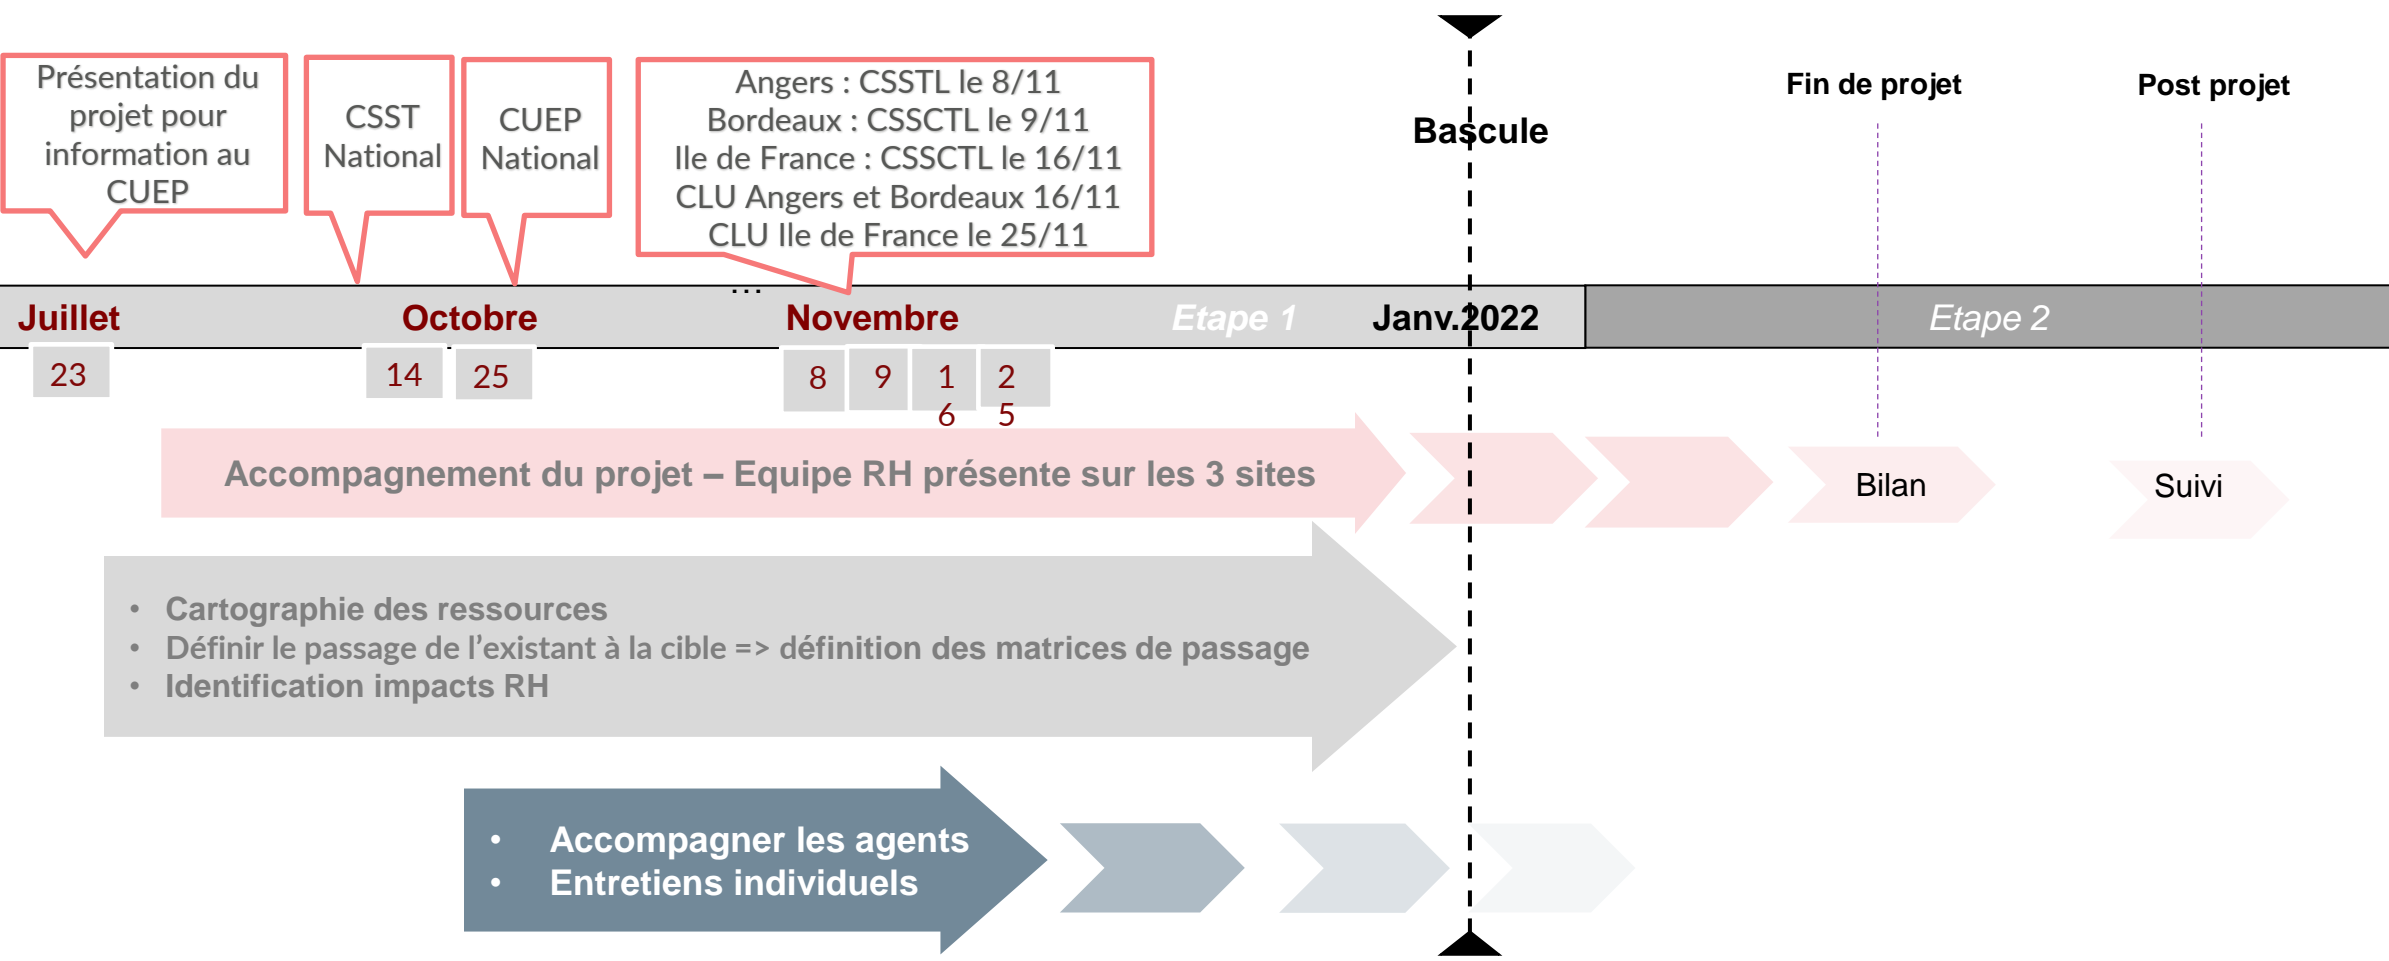 Présentation du
projet pour
information au
CUEP
CSST
National
CUEP
National
Angers : CSSTL le 8/11
Bordeaux : CSSCTL le 9/11
Ile de France : CSSCTL le 16/11
CLU Angers et Bordeaux 16/11
CLU Ile de France le 25/11
Bascule
Fin de projet
Post projet
...
Juillet
Octobre
Novembre
Etape 1
Janv.2022
Etape 2
23
14
25
8
9
1
6
2
5
Accompagnement du projet – Equipe RH présente sur les 3 sites
Bilan
Suivi
• Cartographie des ressources
• Définir le passage de l’existant à la cible => définition des matrices de passage
• Identification impacts RH
• Accompagner les agents
• Entretiens individuels